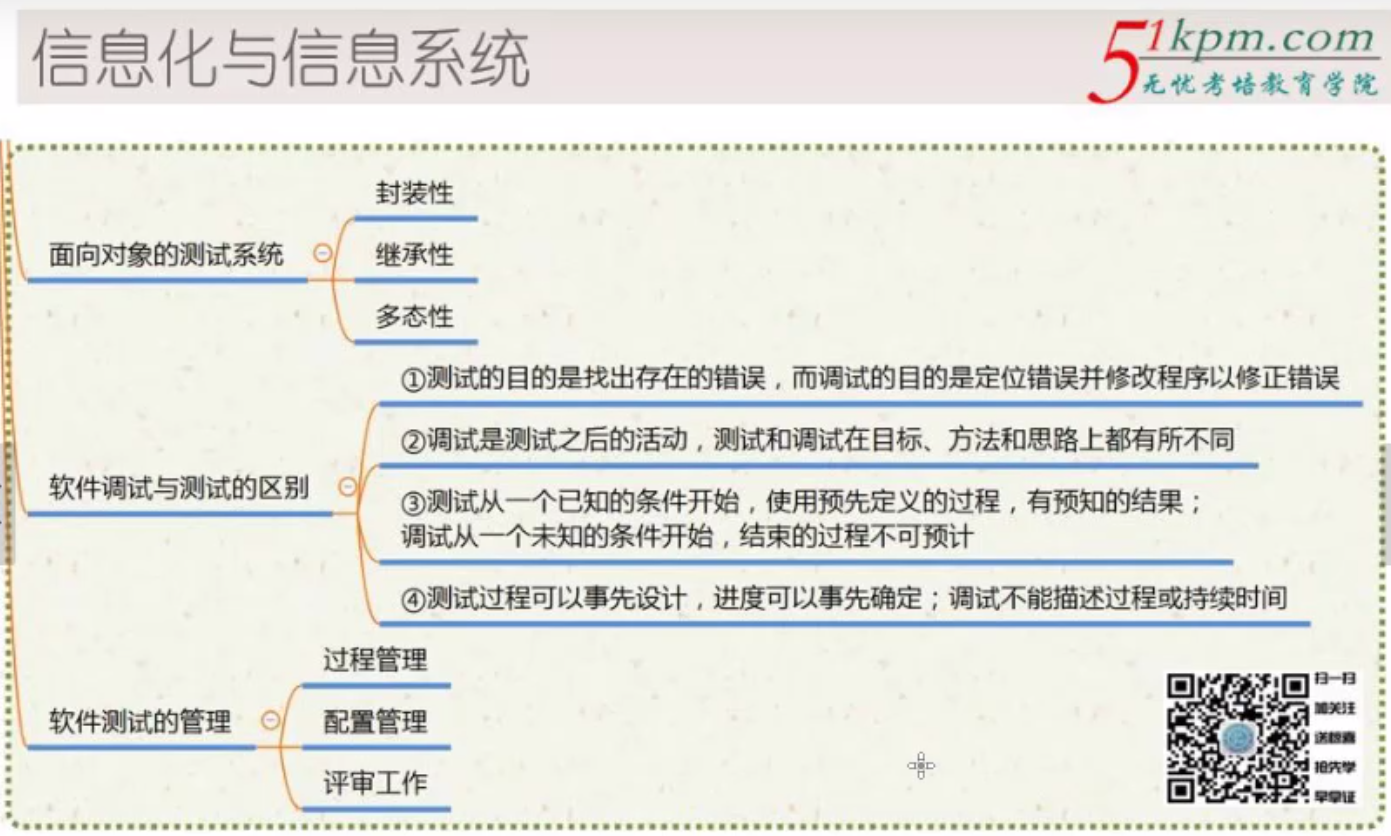 信息化与信息系统
51kpm.com
无忧考培教育学院
封装性
面向对象的测试系统
继承性
多态性
①测试的目的是找出存在的错误，而调试的目的是定位错误并修改程序以修正错误
②调试是测试之后的活动，测试和调试在目标、方法和思路上都有所不同
软件调试与测试的区别
③测试从一个已知的条件开始，使用预先定义的过程，有预知的结果；
调试从一个未知的条件开始，结束的过程不可预计
④测试过程可以事先设计，进度可以事先确定；调试不能描述过程或持续时间
过程管理
软件测试的管理
配置管理
评审工作
扫一扫
加关注
抢先学
早拿证